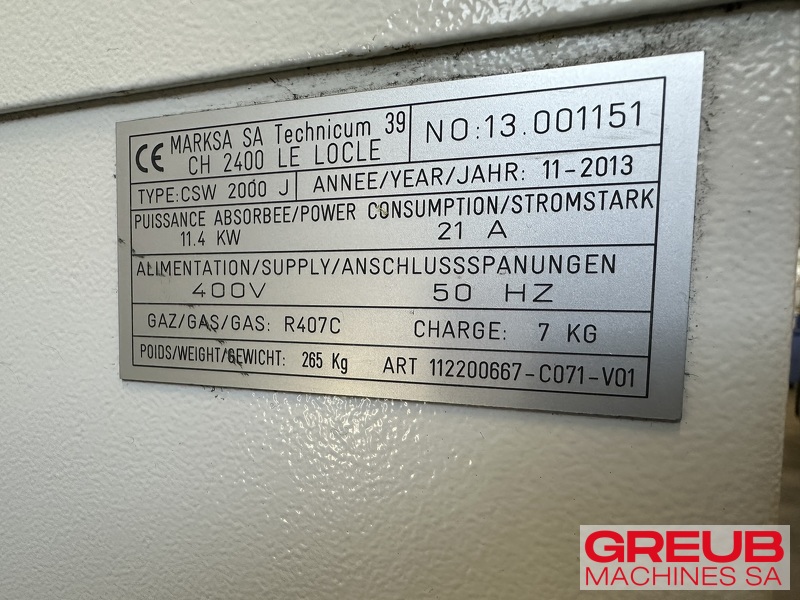 CE MARKSA SA Technicum 39
CH 2400 LE LOCLE
NO:13.001151
TYPE:CSW 2000 J
ANNEE/YEAR/JAHR: 11-2013
PUISSANCE ABSORBEE/POWER CONSUMPTION/STROMSTARK
11.4 KW 21 A
ALIMENTATION/SUPPLY/ANSCHLUSSSPANUNGEN
400V 50 HZ
GAZ/GAS/GAS: R407C CHARGE: 7 KG
POIDS/WEIGHT/GEWICHT: 265 Kg ART 112200667-C071-V01
GREUB
MACHINES SA